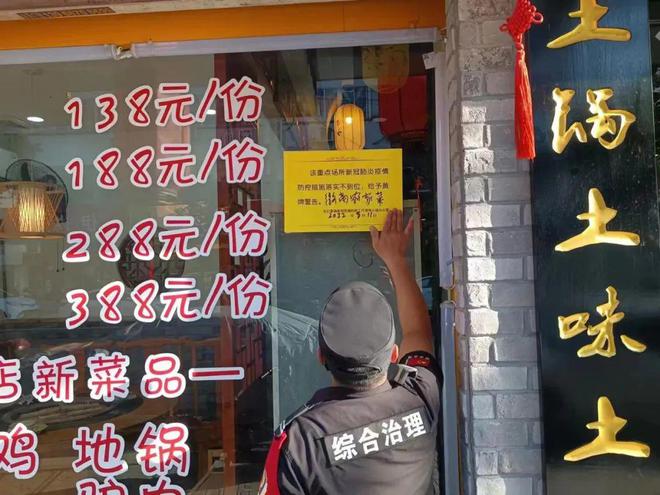 138元/份
188元/份
288元/份
388元/份
店新菜品一
鸡 地锅
该重点场所新冠肺炎疫情
防控措施落实不到位，给予黄
牌警告。
综合治理
土锅土味土